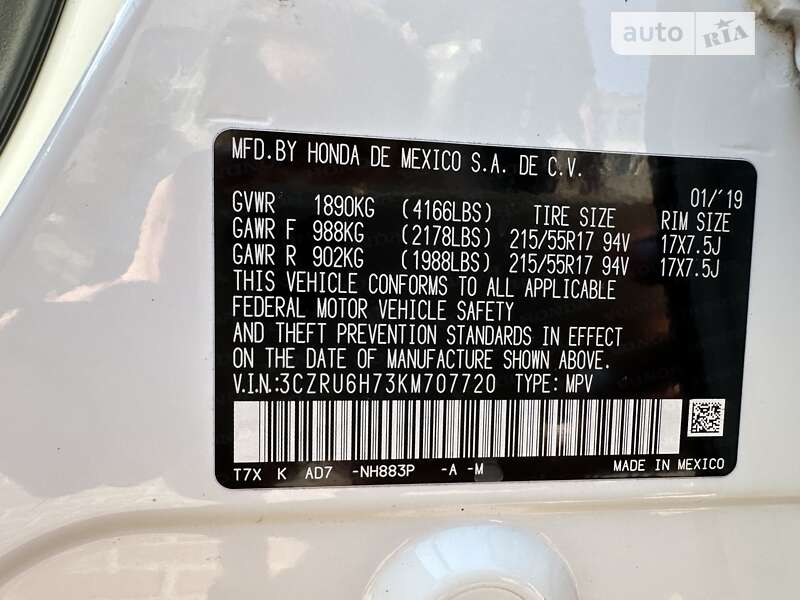 auto RIA
MFD.BY HONDA DE MEXICO S.A. DE C.V.
01/'19
GVWR 1890KG (4166LBS) TIRE SIZE RIM SIZE
GAWR F 988KG (2178LBS) 215/55R17 94V 17X7.5J
GAWR R 902KG (1988LBS) 215/55R17 94V 17X7.5J
THIS VEHICLE CONFORMS TO ALL APPLICABLE
FEDERAL MOTOR VEHICLE SAFETY
AND THEFT PREVENTION STANDARDS IN EFFECT
ON THE DATE OF MANUFACTURE SHOWN ABOVE.
V.I.N:3CZRU6H73KM707720 TYPE: MPV
T7X K AD7 -NH883P -A -M MADE IN MEXICO